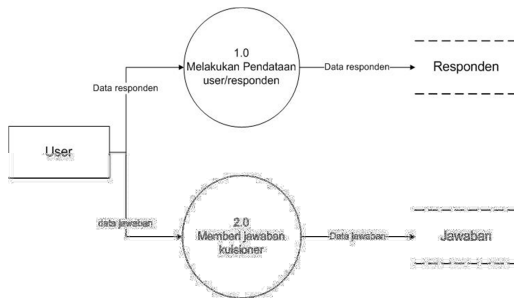 1.0
Melakukan Pendataan
user/responden
Data responden
Data responden
Responden
User
data jawaban
2.0
Memberi jawaban
kuisioner
Data jawaban
Jawaban